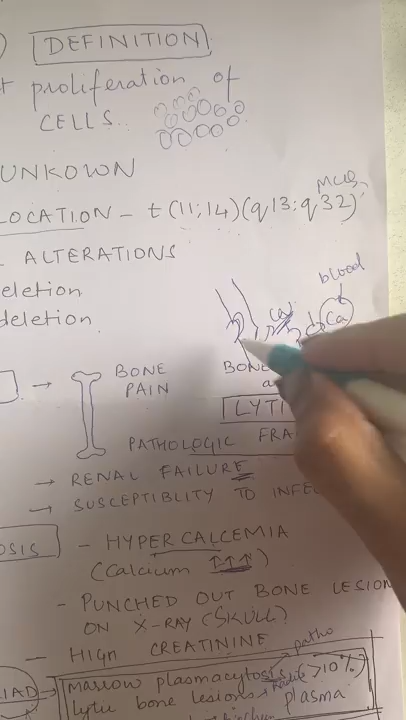 DEFINITION
t proliferation of
CELLS..
UNKOWN
MCQ
LOCATION - t(11;14)(q13;q32)
ALTERATIONS
eletion
deletion
blood
Ca
Ca
→ BONE PAIN
BONE
LYTI
PATHOLOGIC FRA
→ RENAL FAILURE
→ SUSCEPTIBLITY TO INFE
OSIS
- HYPERCALCEMIA
(Calcium ↑↑↑)
- PUNCHED OUT BONE LESION
ON X-RAY (SKULL)
- HIGH CREATININE
patho
IAD → Marrow plasmacytosis (>10%)
Lytic bone lesions
plasma